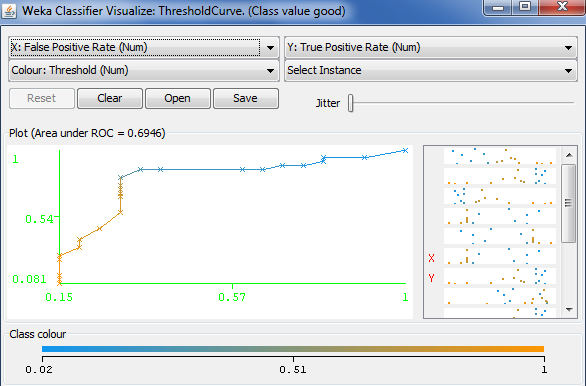 Weka Classifier Visualize: ThresholdCurve. (Class value good)
X: False Positive Rate (Num)
Y: True Positive Rate (Num)
Colour: Threshold (Num)
Select Instance
Reset
Clear
Open
Save
Jitter
Plot (Area under ROC = 0.6946)
1
0.54
0.081
0.15
0.57
1
X
Y
Class colour
0.02
0.51
1